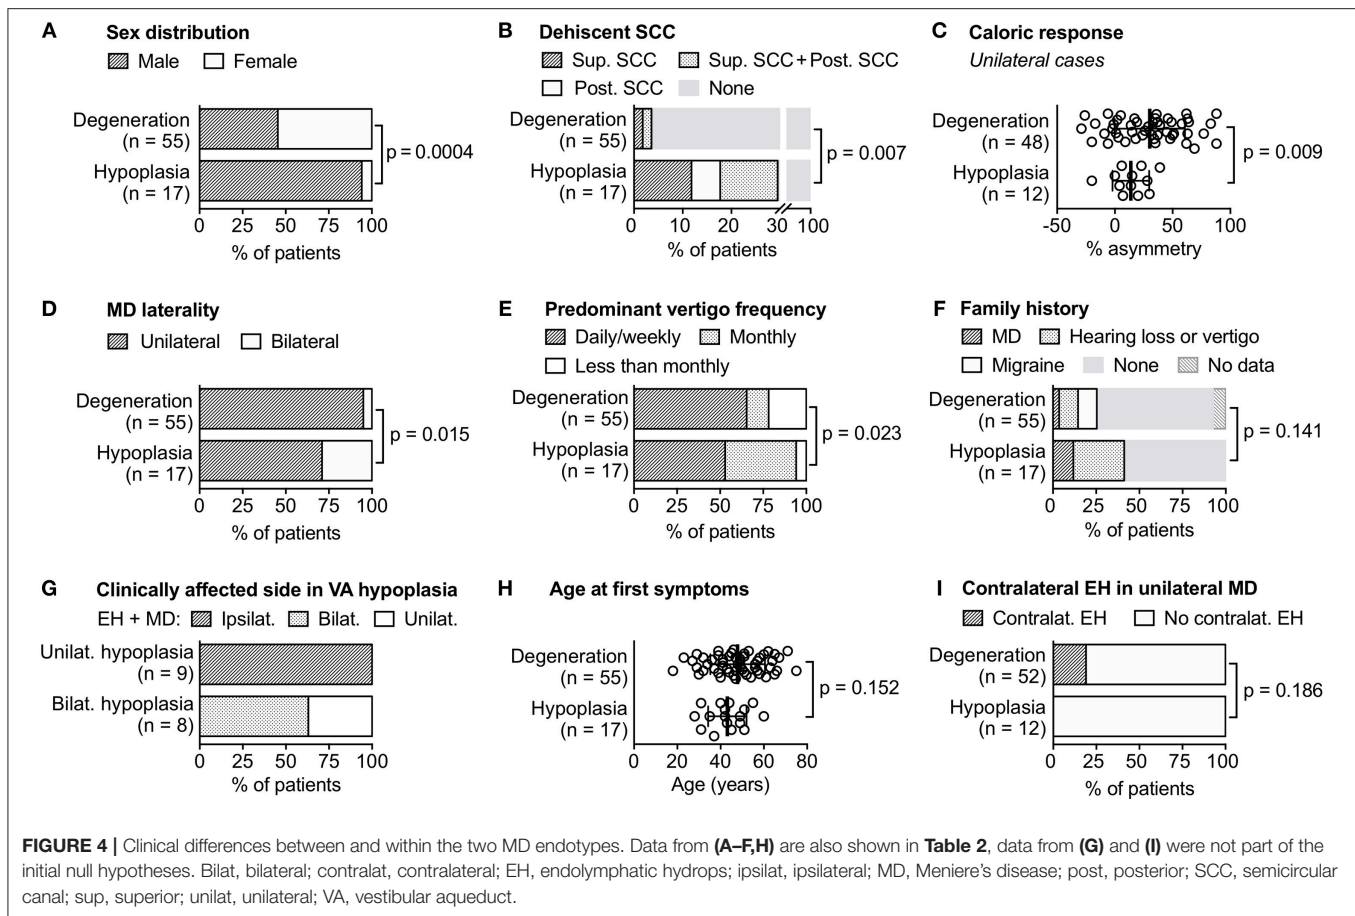 A Sex distribution
Male Female
Degeneration
(n = 55)
Hypoplasia
(n = 17)
p = 0.0004
0 25 50 75 100
% of patients
B Dehiscent SCC
Sup. SCC Sup. SCC + Post. SCC
Post. SCC None
Degeneration
(n = 55)
Hypoplasia
(n = 17)
p = 0.007
0 10 20 30 100
% of patients
C Caloric response
Unilateral cases
Degeneration
(n = 48)
Hypoplasia
(n = 12)
p = 0.009
-50 0 50 100
% asymmetry
D MD laterality
Unilateral Bilateral
Degeneration
(n = 55)
Hypoplasia
(n = 17)
p = 0.015
0 25 50 75 100
% of patients
E Predominant vertigo frequency
Daily/weekly Monthly
Less than monthly
Degeneration
(n = 55)
Hypoplasia
(n = 17)
p = 0.023
0 25 50 75 100
% of patients
F Family history
MD Hearing loss or vertigo
Migraine None No data
Degeneration
(n = 55)
Hypoplasia
(n = 17)
p = 0.141
0 25 50 75 100
% of patients
G Clinically affected side in VA hypoplasia
EH + MD: Ipsilat. Bilat. Unilat.
Unilat. hypoplasia
(n = 9)
Bilat. hypoplasia
(n = 8)
0 25 50 75 100
% of patients
H Age at first symptoms
Degeneration
(n = 55)
Hypoplasia
(n = 17)
p = 0.152
0 20 40 60 80
Age (years)
I Contralateral EH in unilateral MD
Contralat. EH No contralat. EH
Degeneration
(n = 52)
Hypoplasia
(n = 12)
p = 0.186
0 25 50 75 100
% of patients
FIGURE 4 | Clinical differences between and within the two MD endotypes. Data from (A–F,H) are also shown in Table 2, data from (G) and (I) were not part of the
initial null hypotheses. Bilat, bilateral; contralat, contralateral; EH, endolymphatic hydrops; ipsilat, ipsilateral; MD, Meniere's disease; post, posterior; SCC, semicircular
canal; sup, superior; unilat, unilateral; VA, vestibular aqueduct.